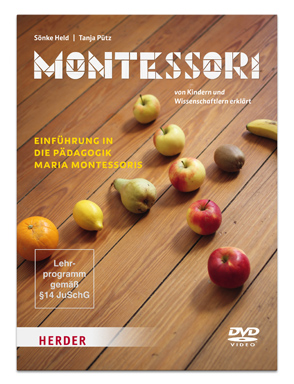 Sönke Held | Tanja Pütz
MONTESSORI
von Kindern und
Wissenschaftlern erklärt
EINFÜHRUNG IN
DIE PÄDAGOGIK
MARIA MONTESSORIS
Lehr-
programm
gemäß
§14 JuSchG
HERDER
DVD
VIDEO